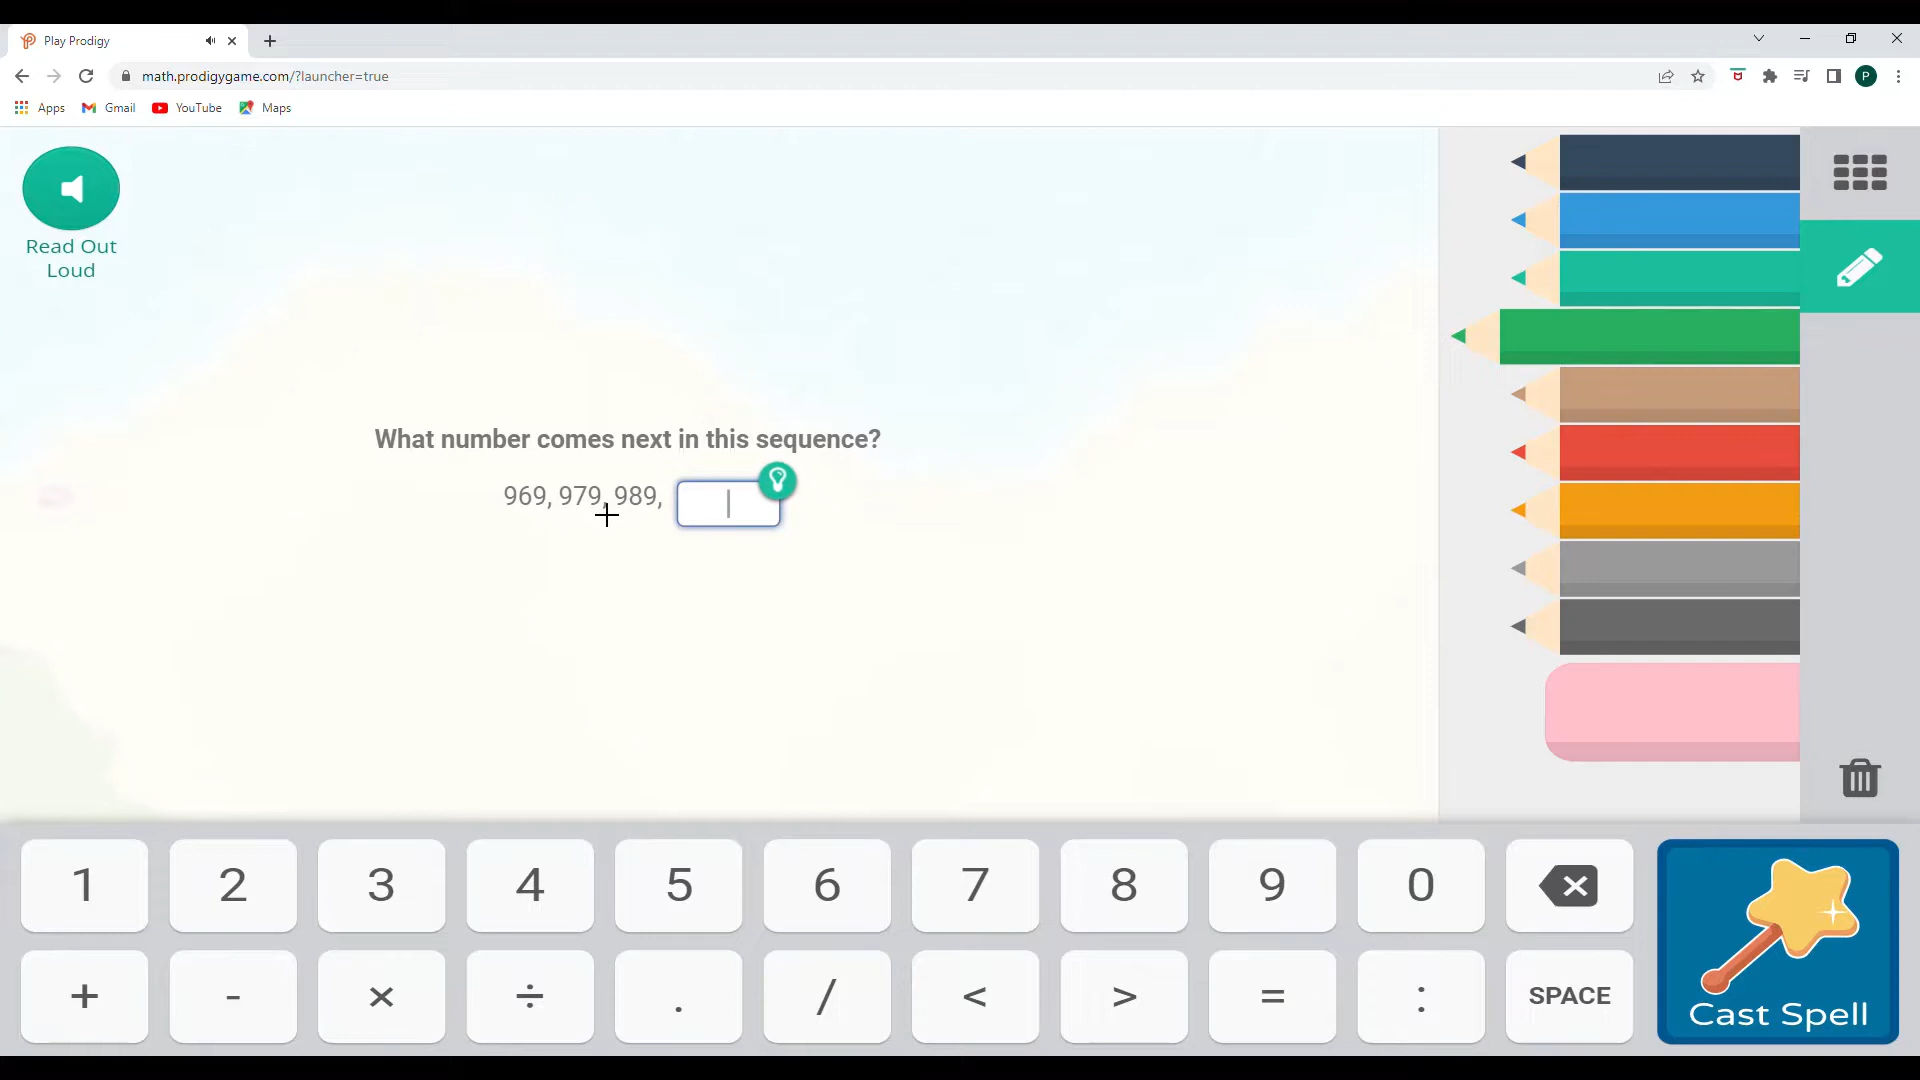 Play Prodigy
math.prodigygame.com/?launcher=true
P
Apps Gmail YouTube Maps
Read Out
Loud
What number comes next in this sequence?
969, 979, 989,
1 2 3 4 5 6 7 8 9 0
+ - × ÷ . / < > = : SPACE
Cast Spell